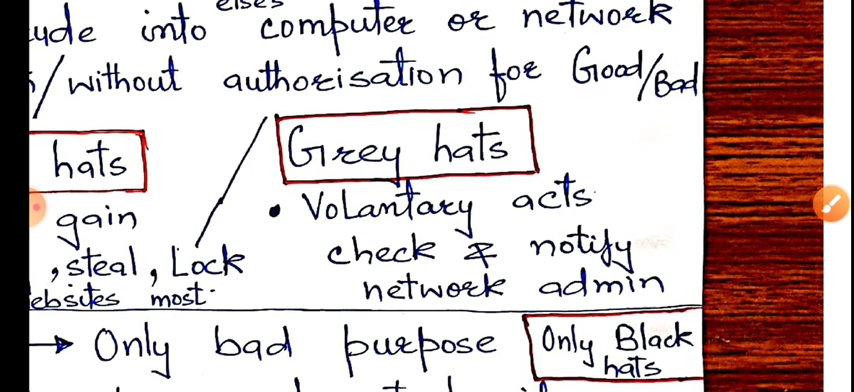 else's
ude into computer or network
/without authorisation for Good/Bad
hats
gain
, steal, Lock
ebsites most.
Grey hats
• Volantary acts
check & notify
network admin
→ Only bad purpose
Only Black
hats